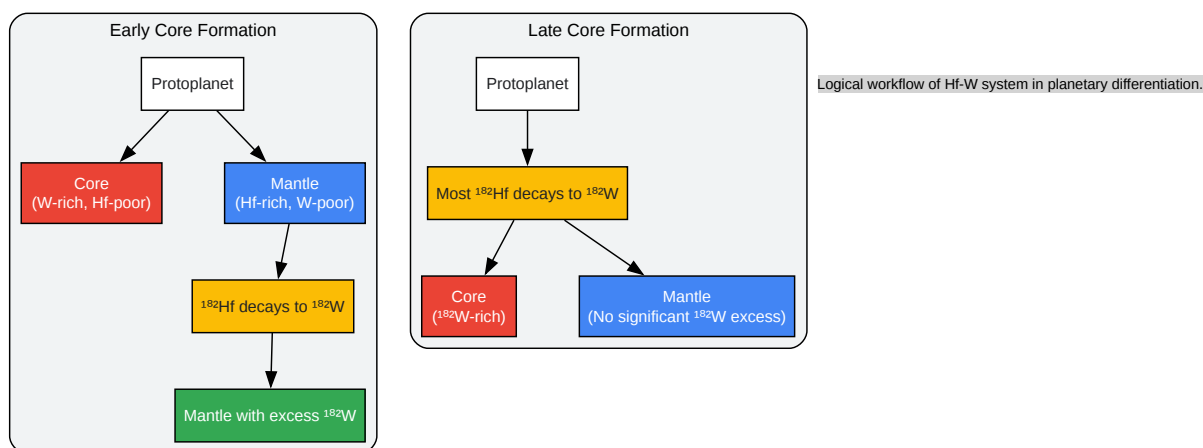 Early Core Formation
Protoplanet
Core
(W-rich, Hf-poor)
Mantle
(Hf-rich, W-poor)
¹⁸²Hf decays to ¹⁸²W
Mantle with excess ¹⁸²W
Late Core Formation
Protoplanet
Most ¹⁸²Hf decays to ¹⁸²W
Core
(¹⁸²W-rich)
Mantle
(No significant ¹⁸²W excess)
Logical workflow of Hf-W system in planetary differentiation.